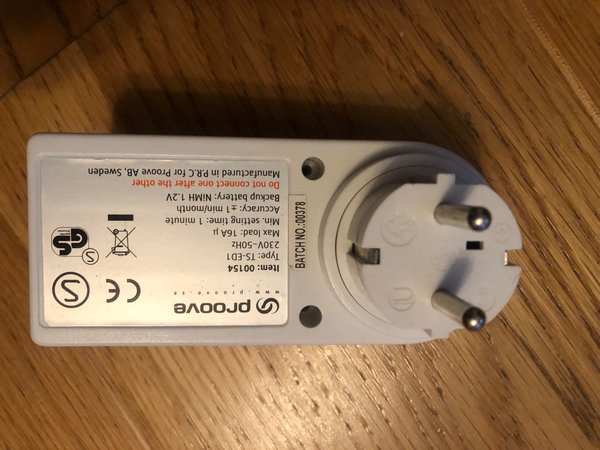 proove
www.proove.se
Item: 00154
Type: TS-ED1
230V~50Hz
Max load: 16A μ
Min. setting time: 1 minute
Accuracy: ± 1 min/month
Backup battery: NiMH 1.2V
Do not connect one after the other
Manufactured in P.R.C for Proove AB, Sweden
CE
S
GS
BATCH NO.:00378